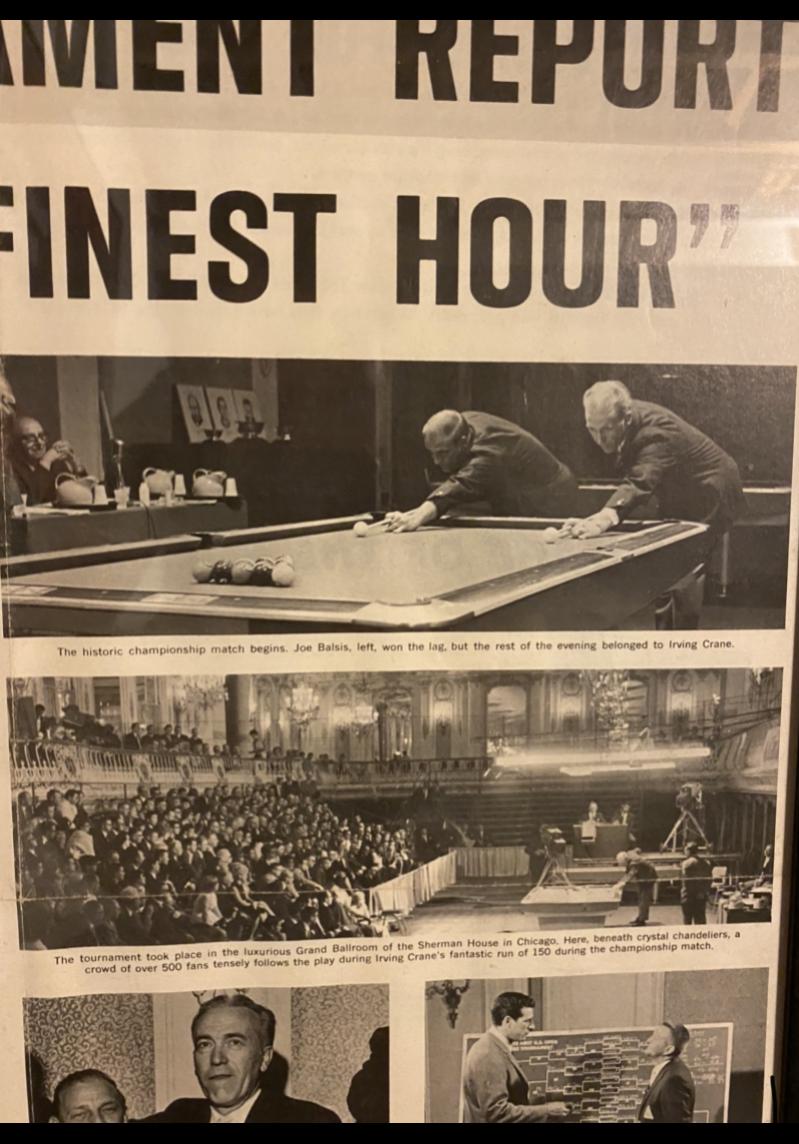 AMENT REPORT
FINEST HOUR”
The historic championship match begins. Joe Balsis, left, won the lag, but the rest of the evening belonged to Irving Crane.
The tournament took place in the luxurious Grand Ballroom of the Sherman House in Chicago. Here, beneath crystal chandeliers, a
crowd of over 500 fans tensely follows the play during Irving Crane's fantastic run of 150 during the championship match.
U.S. OPEN
TOURNAMENT